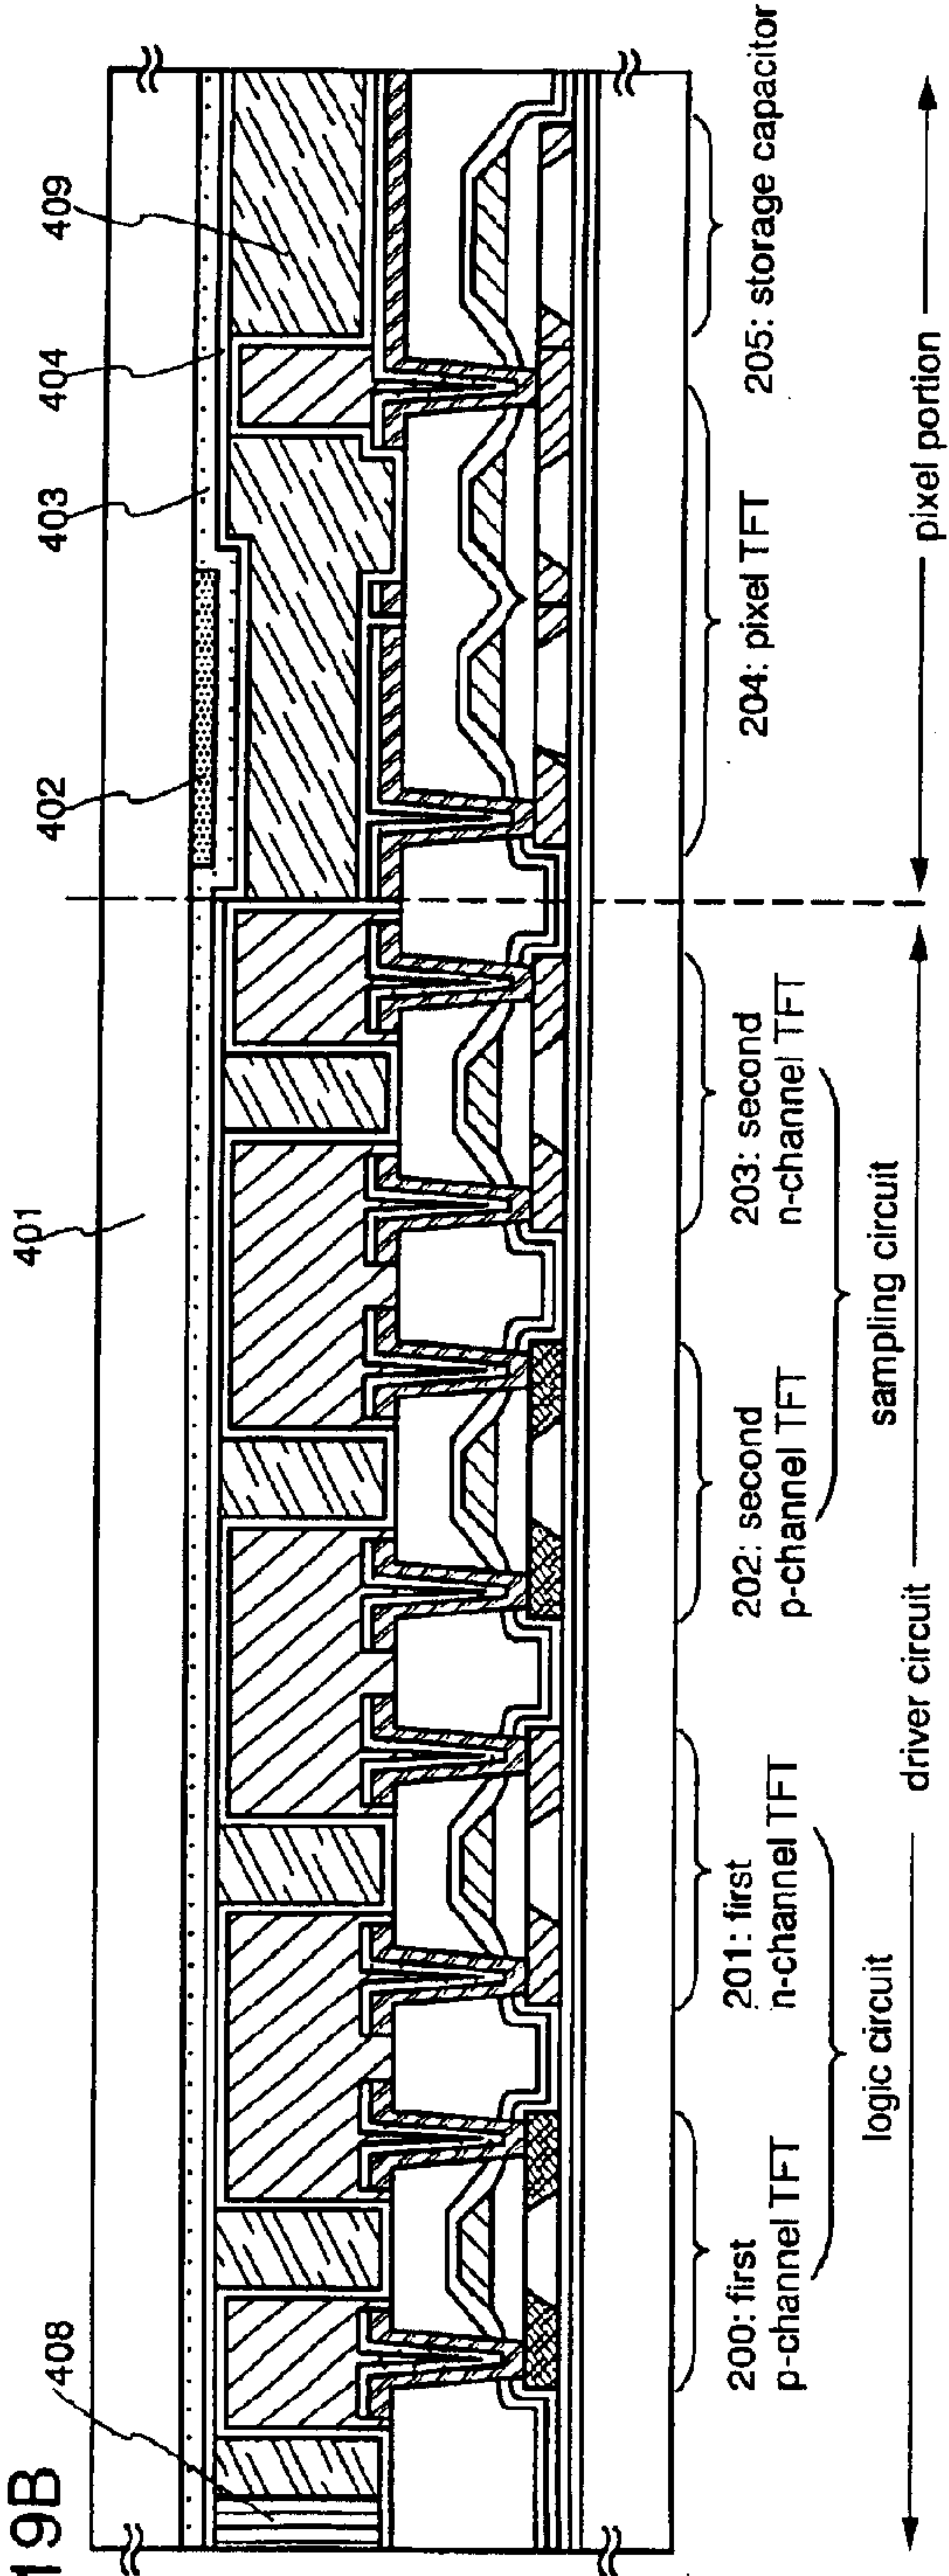 19B
408
401
402
403
404
409
200: first
p-channel TFT
201: first
n-channel TFT
202: second
p-channel TFT
203: second
n-channel TFT
204: pixel TFT
205: storage capacitor
logic circuit
sampling circuit
driver circuit
pixel portion